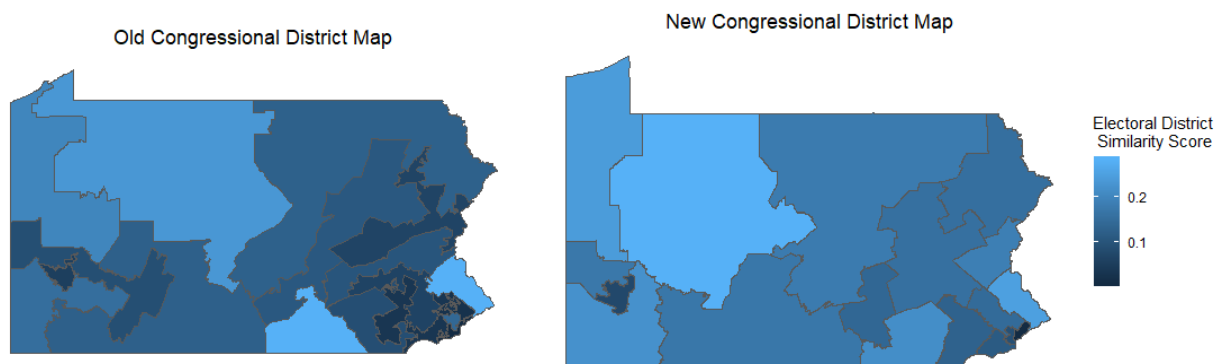 Old Congressional District Map
New Congressional District Map
Electoral District
Similarity Score
0.2
0.1